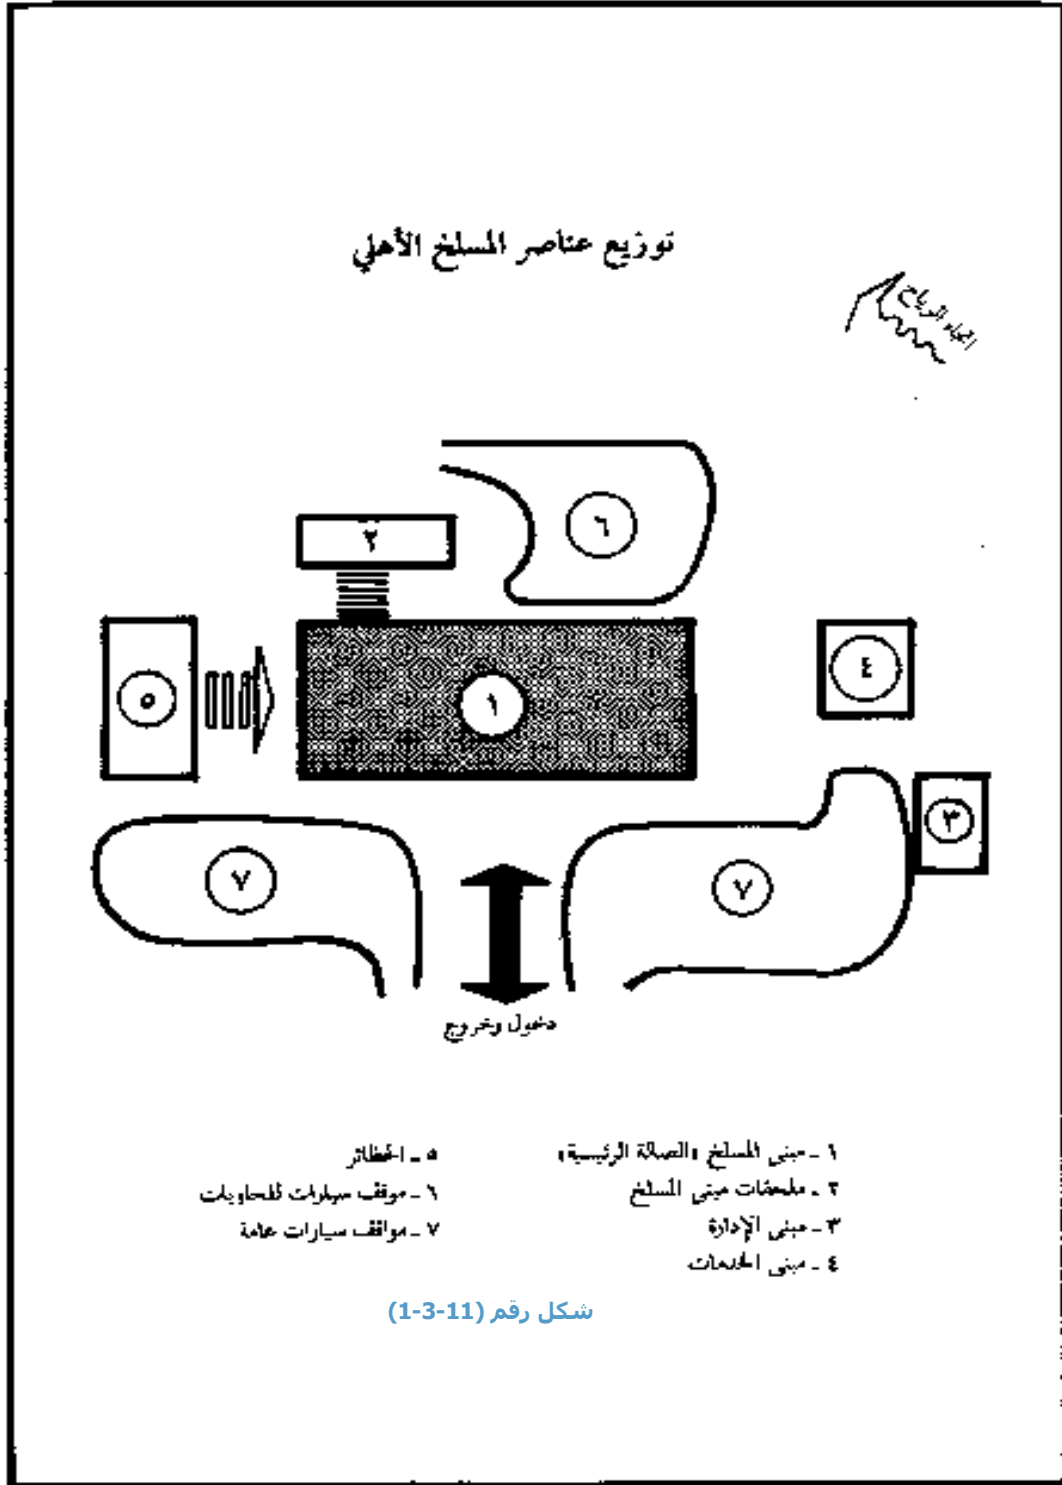 توزيع عناصر المسلخ الأهلي
اتجاه الرياح
٦
٢
٤
٥
١
٣
٧
٧
دخول وخروج
١ ـ مبنى المسلخ «الصالة الرئيسية»
٢ ـ ملحقات مبنى المسلخ
٣ ـ مبنى الإدارة
٤ ـ مبنى الخدمات
٥ ـ الحظائر
٦ ـ موقف سيارات للحاويات
٧ ـ مواقف سيارات عامة
شكل رقم (11-3-1)